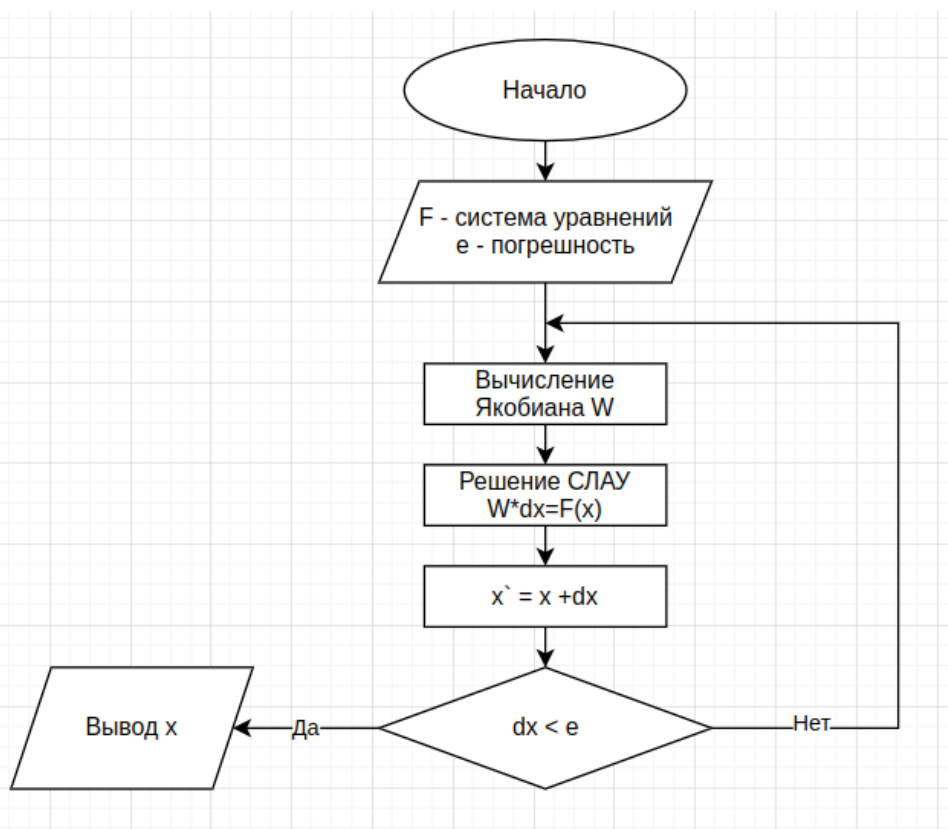 Начало
F - система уравнений
e - погрешность
Вычисление
Якобиана W
Решение СЛАУ
W*dx=F(x)
x` = x +dx
Вывод x
Да
dx < e
Нет